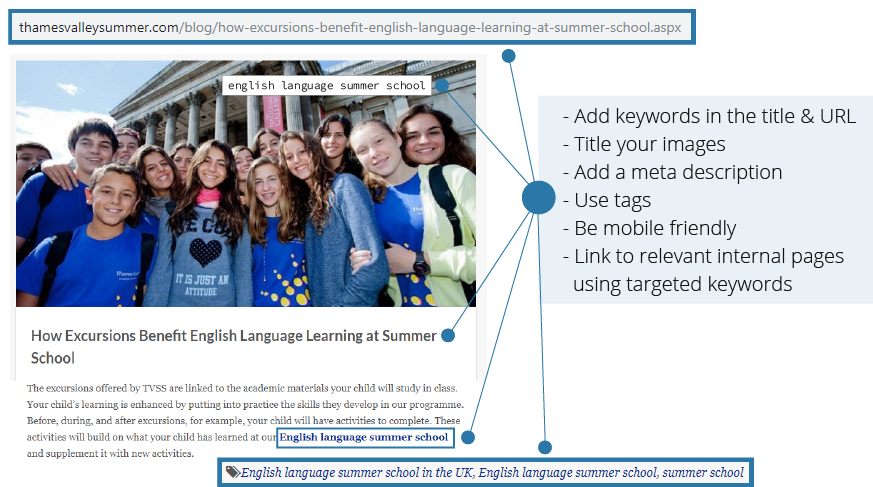 thamesvalleysummer.com/blog/how-excursions-benefit-english-language-learning-at-summer-school.aspx
english language summer school
IT IS JUST AN
ATTITUDE
- Add keywords in the title & URL
- Title your images
- Add a meta description
- Use tags
- Be mobile friendly
- Link to relevant internal pages
using targeted keywords
How Excursions Benefit English Language Learning at Summer
School
The excursions offered by TVSS are linked to the academic materials your child will study in class.
Your child's learning is enhanced by putting into practice the skills they develop in our programme.
Before, during, and after excursions, for example, your child will have activities to complete. These
activities will build on what your child has learned at our English language summer school
and supplement it with new activities.
English language summer school in the UK, English language summer school, summer school